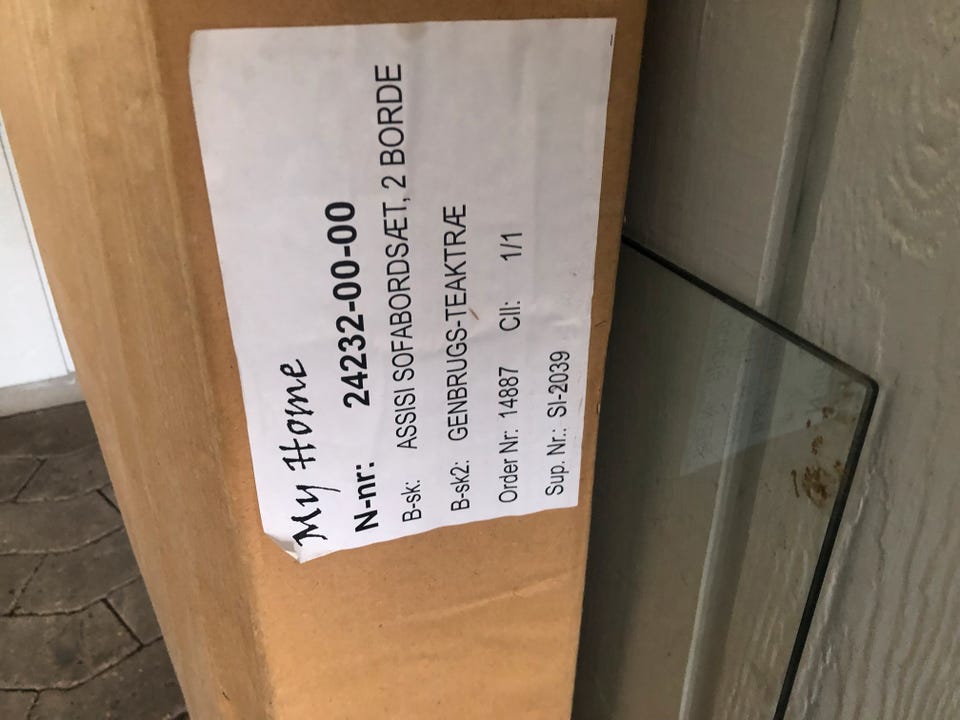 My Home
N-nr: 24232-00-00
B-sk: ASSISI SOFABORDSÆT, 2 BORDE
B-sk2: GENBRUGS-TEAKTRÆ
Order Nr: 14887 Cll: 1/1
Sup. Nr.: SI-2039